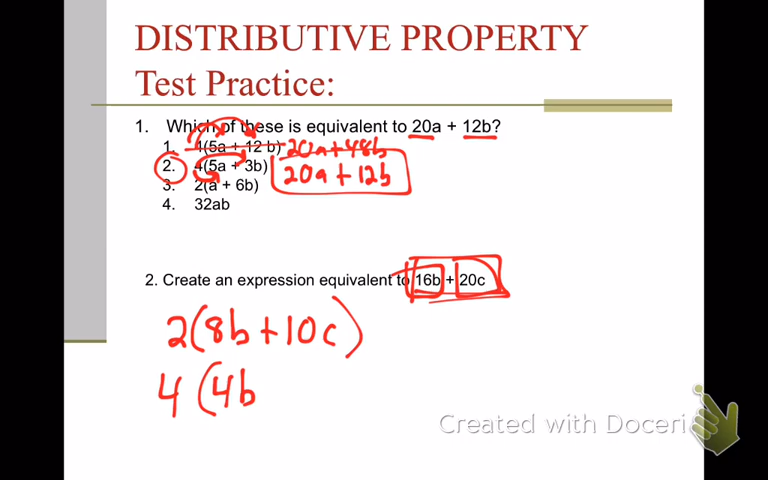 DISTRIBUTIVE PROPERTY
Test Practice:
1. Which of these is equivalent to 20a + 12b?
1. 4(5a + 12 b) 20a + 48b
2. 4(5a + 3b) 20a + 12b
3. 2(a + 6b)
4. 32ab
2. Create an expression equivalent to 16b + 20c
2(8b + 10c)
4 (4b
Created with Doceri